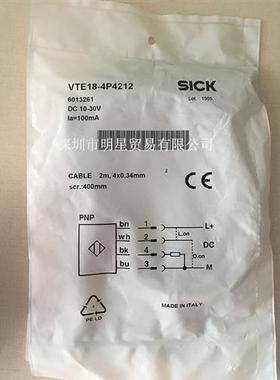 VTE18-4P4212
SICK
6013261
Lot. 1505
DC 10-30V
Ia=100mA
深圳市明星贸易有限公司
CABLE 2m, 4x0.34mm 2
scr.:400mm
CE
PNP
bn 1 L+
L.on
wh 2 DC
bk 4 D.on
bu 3 M
PE.LD
MADE IN ITALY